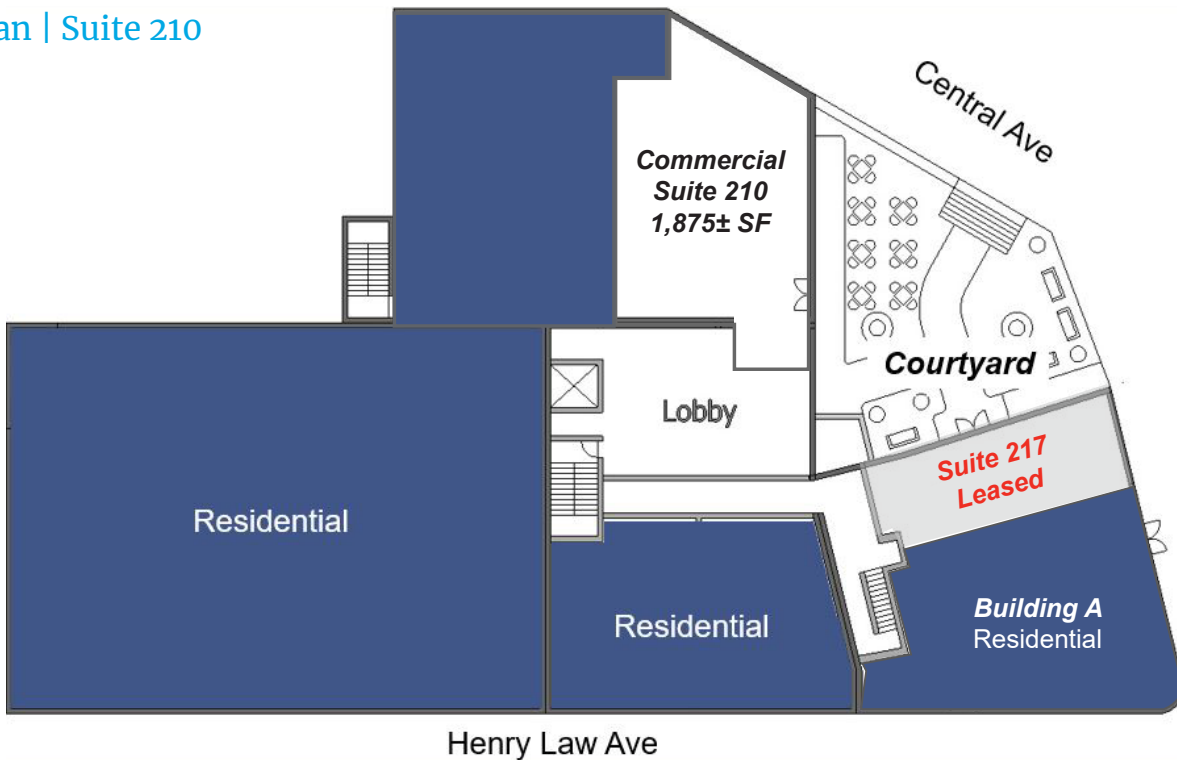 an | Suite 210
Central Ave
Commercial
Suite 210
1,875± SF
Courtyard
Lobby
Suite 217
Leased
Residential
Residential
Building A
Residential
Henry Law Ave